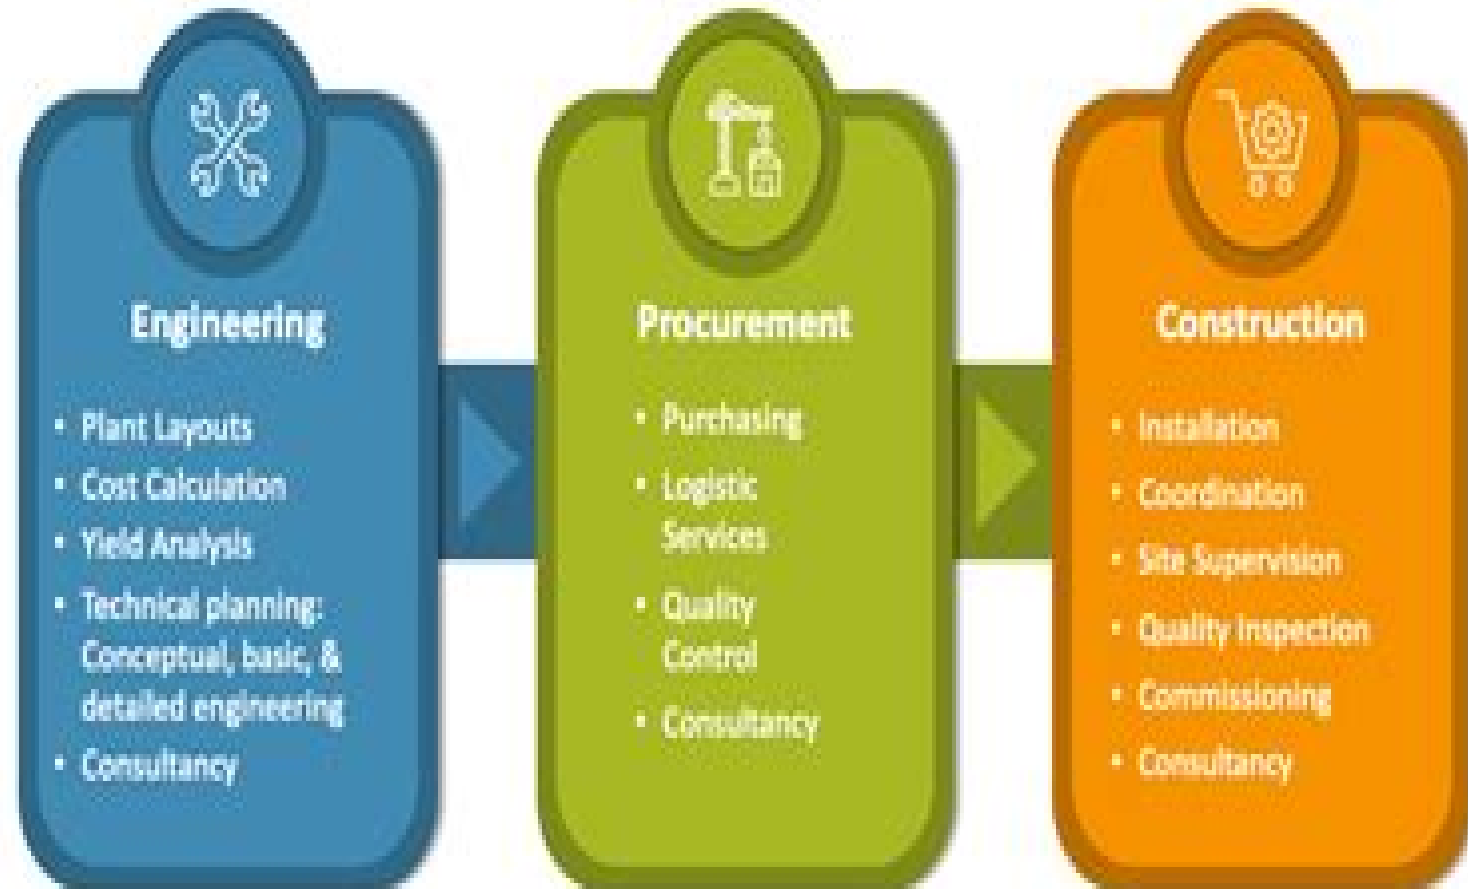 Engineering
• Plant Layouts
• Cost Calculation
• Yield Analysis
• Technical planning:
Conceptual, basic, &
detailed engineering
• Consultancy
Procurement
• Purchasing
• Logistic
Services
• Quality
Control
• Consultancy
Construction
• Installation
• Coordination
• Site Supervision
• Quality Inspection
• Commissioning
• Consultancy